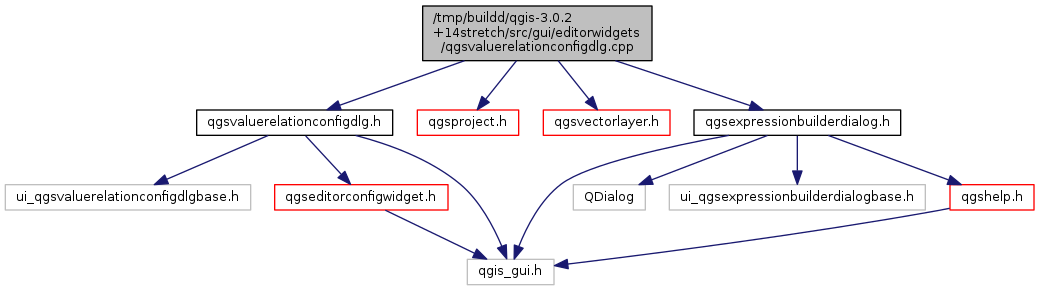 /tmp/buildd/qgis-3.0.2
+14stretch/src/gui/editorwidgets
/qgsvaluerelationconfigdlg.cpp
qgsvaluerelationconfigdlg.h
qgsproject.h
qgsvectorlayer.h
qgsexpressionbuilderdialog.h
ui_qgsvaluerelationconfigdlgbase.h
qgseditorconfigwidget.h
QDialog
ui_qgsexpressionbuilderdialogbase.h
qgshelp.h
qgis_gui.h